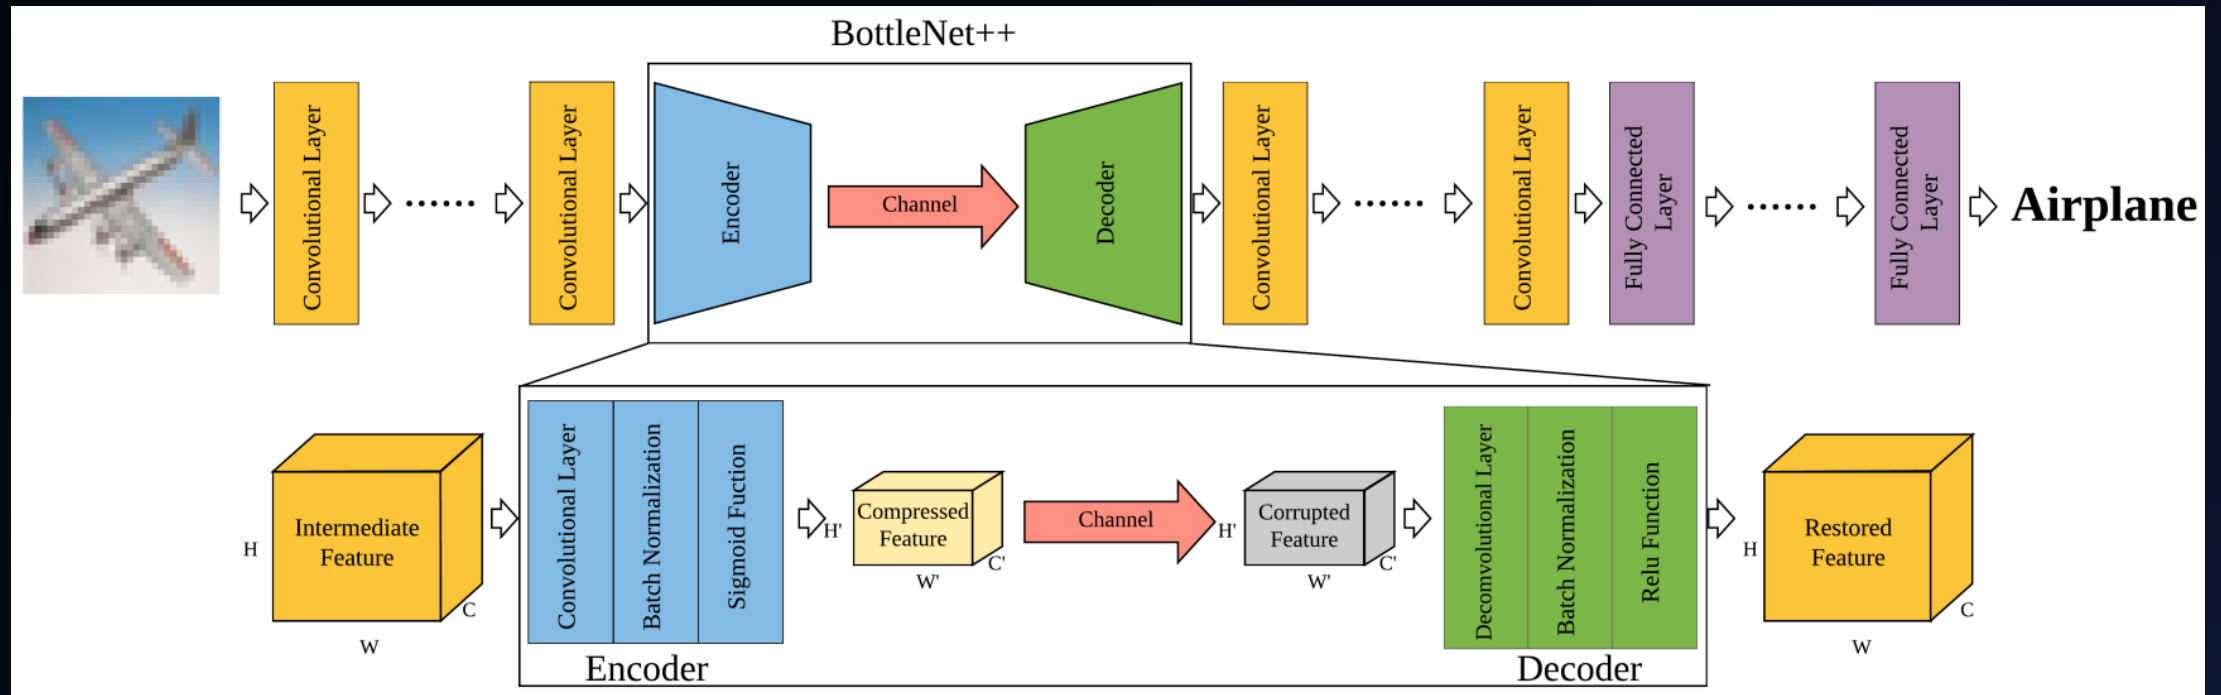 BottleNet++
Convolutional Layer
......
Convolutional Layer
Encoder
Channel
Decoder
Convolutional Layer
......
Convolutional Layer
Fully Connected
Layer
......
Fully Connected
Layer
Airplane
Intermediate
Feature
H
W
C
Convolutional Layer
Batch Normalization
Sigmoid Fuction
Encoder
Compressed
Feature
H'
W'
C'
Channel
Corrupted
Feature
H'
W'
C'
Decomvolutional Layer
Batch Normalization
Relu Function
Decoder
Restored
Feature
H
W
C